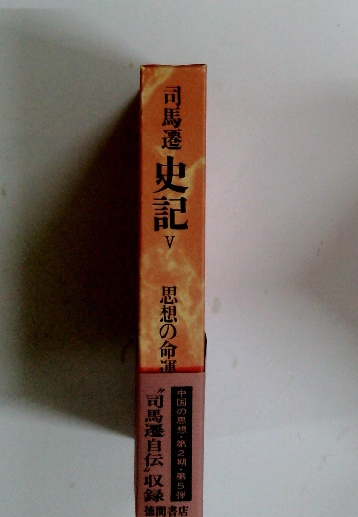 司馬遷
史記
V
思想の命運
中国の思想・第2期・第5弾
"司馬遷自伝"収録
徳間書店